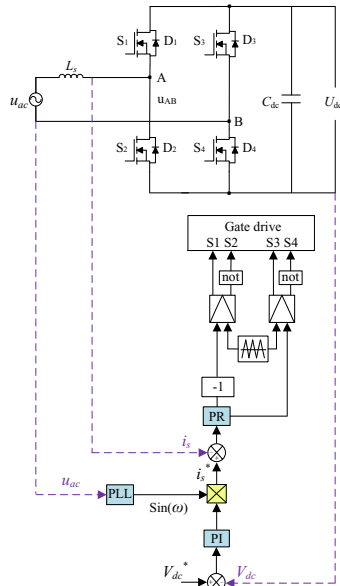 S1 D1 S3 D3
Ls
A
uac
uAB
Cdc
Udc
B
S2 D2 S4 D4
Gate drive
S1 S2 S3 S4
not not
-1
PR
is
is*
uac
PLL
Sin(ω)
PI
Vdc*
Vdc